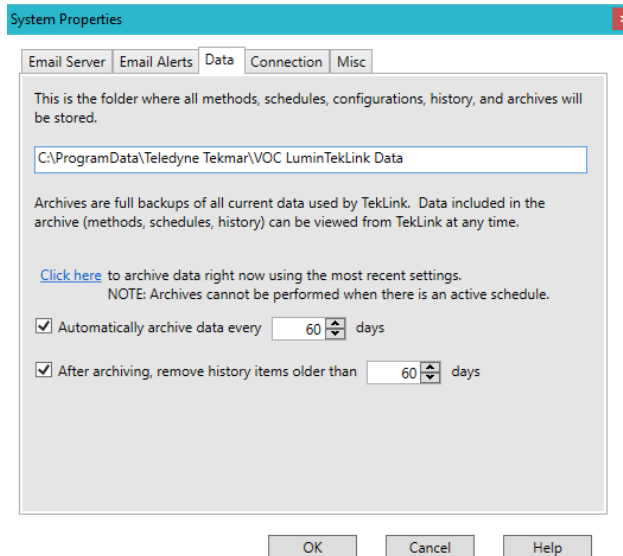 System Properties
Email Server Email Alerts Data Connection Misc
This is the folder where all methods, schedules, configurations, history, and archives will
be stored.
C:\ProgramData\Teledyne Tekmar\VOC LuminTekLink Data
Archives are full backups of all current data used by TekLink. Data included in the
archive (methods, schedules, history) can be viewed from TekLink at any time.
Click here to archive data right now using the most recent settings.
NOTE: Archives cannot be performed when there is an active schedule.
Automatically archive data every 60 days
After archiving, remove history items older than 60 days
OK Cancel Help